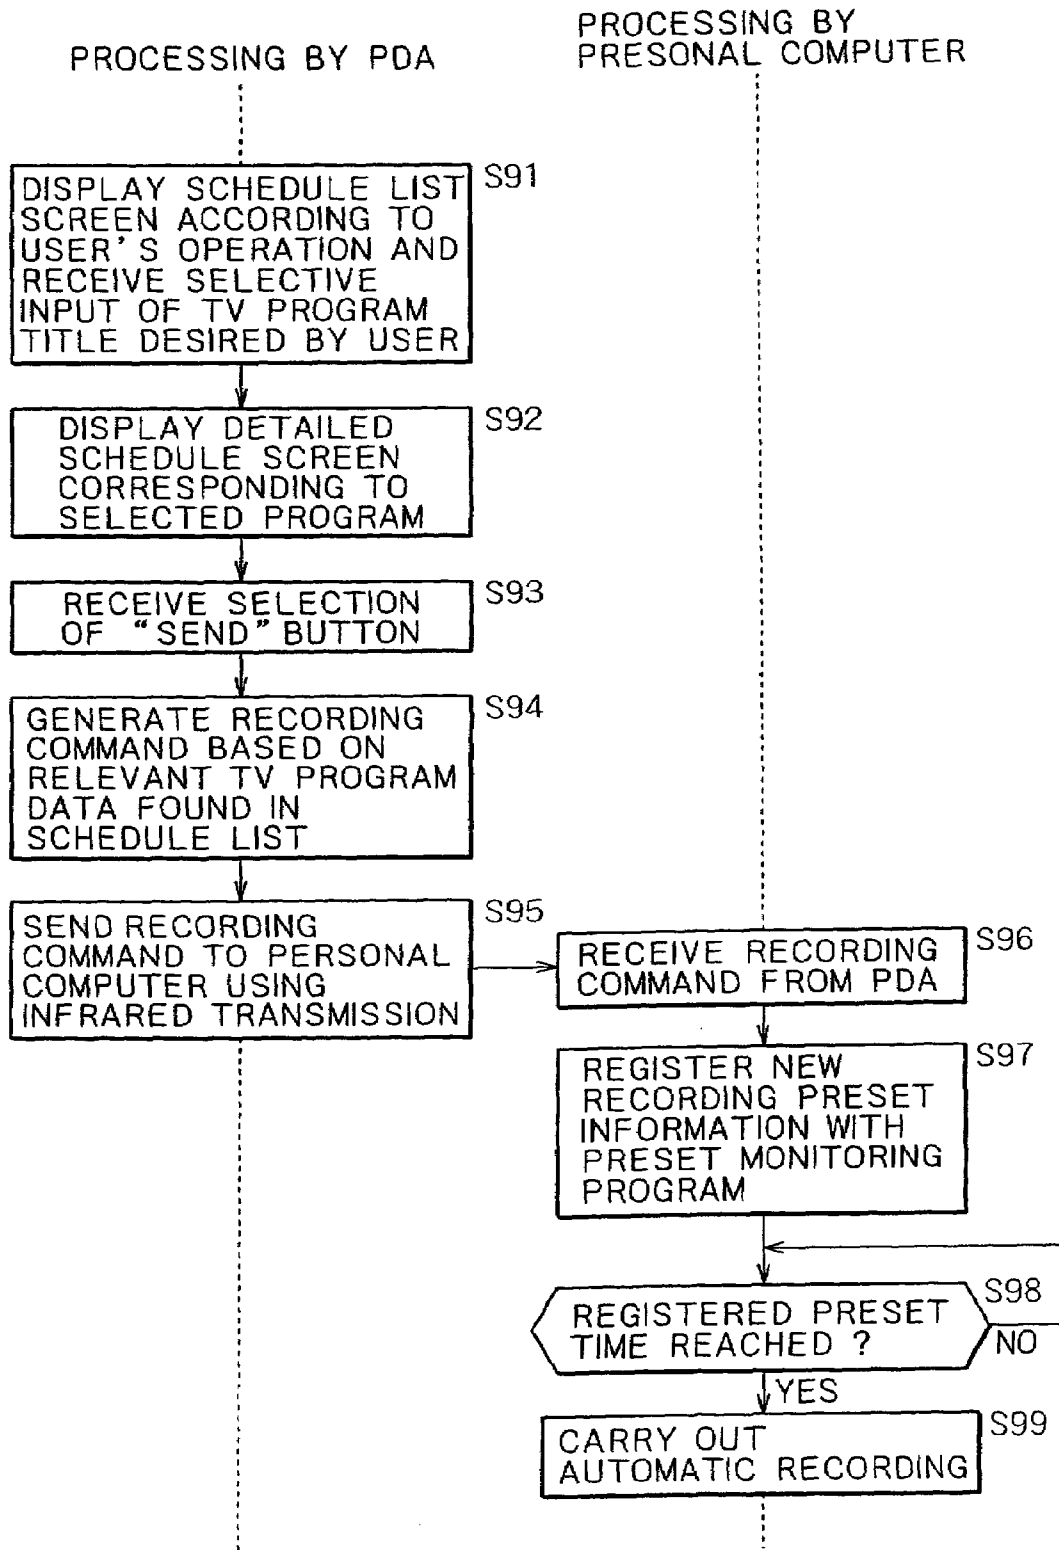 PROCESSING BY PDA
PROCESSING BY
PRESONAL COMPUTER
S91
DISPLAY SCHEDULE LIST
SCREEN ACCORDING TO
USER'S OPERATION AND
RECEIVE SELECTIVE
INPUT OF TV PROGRAM
TITLE DESIRED BY USER
S92
DISPLAY DETAILED
SCHEDULE SCREEN
CORRESPONDING TO
SELECTED PROGRAM
S93
RECEIVE SELECTION
OF “SEND” BUTTON
S94
GENERATE RECORDING
COMMAND BASED ON
RELEVANT TV PROGRAM
DATA FOUND IN
SCHEDULE LIST
S95
SEND RECORDING
COMMAND TO PERSONAL
COMPUTER USING
INFRARED TRANSMISSION
S96
RECEIVE RECORDING
COMMAND FROM PDA
S97
REGISTER NEW
RECORDING PRESET
INFORMATION WITH
PRESET MONITORING
PROGRAM
S98
REGISTERED PRESET
TIME REACHED ?
NO
YES
S99
CARRY OUT
AUTOMATIC RECORDING